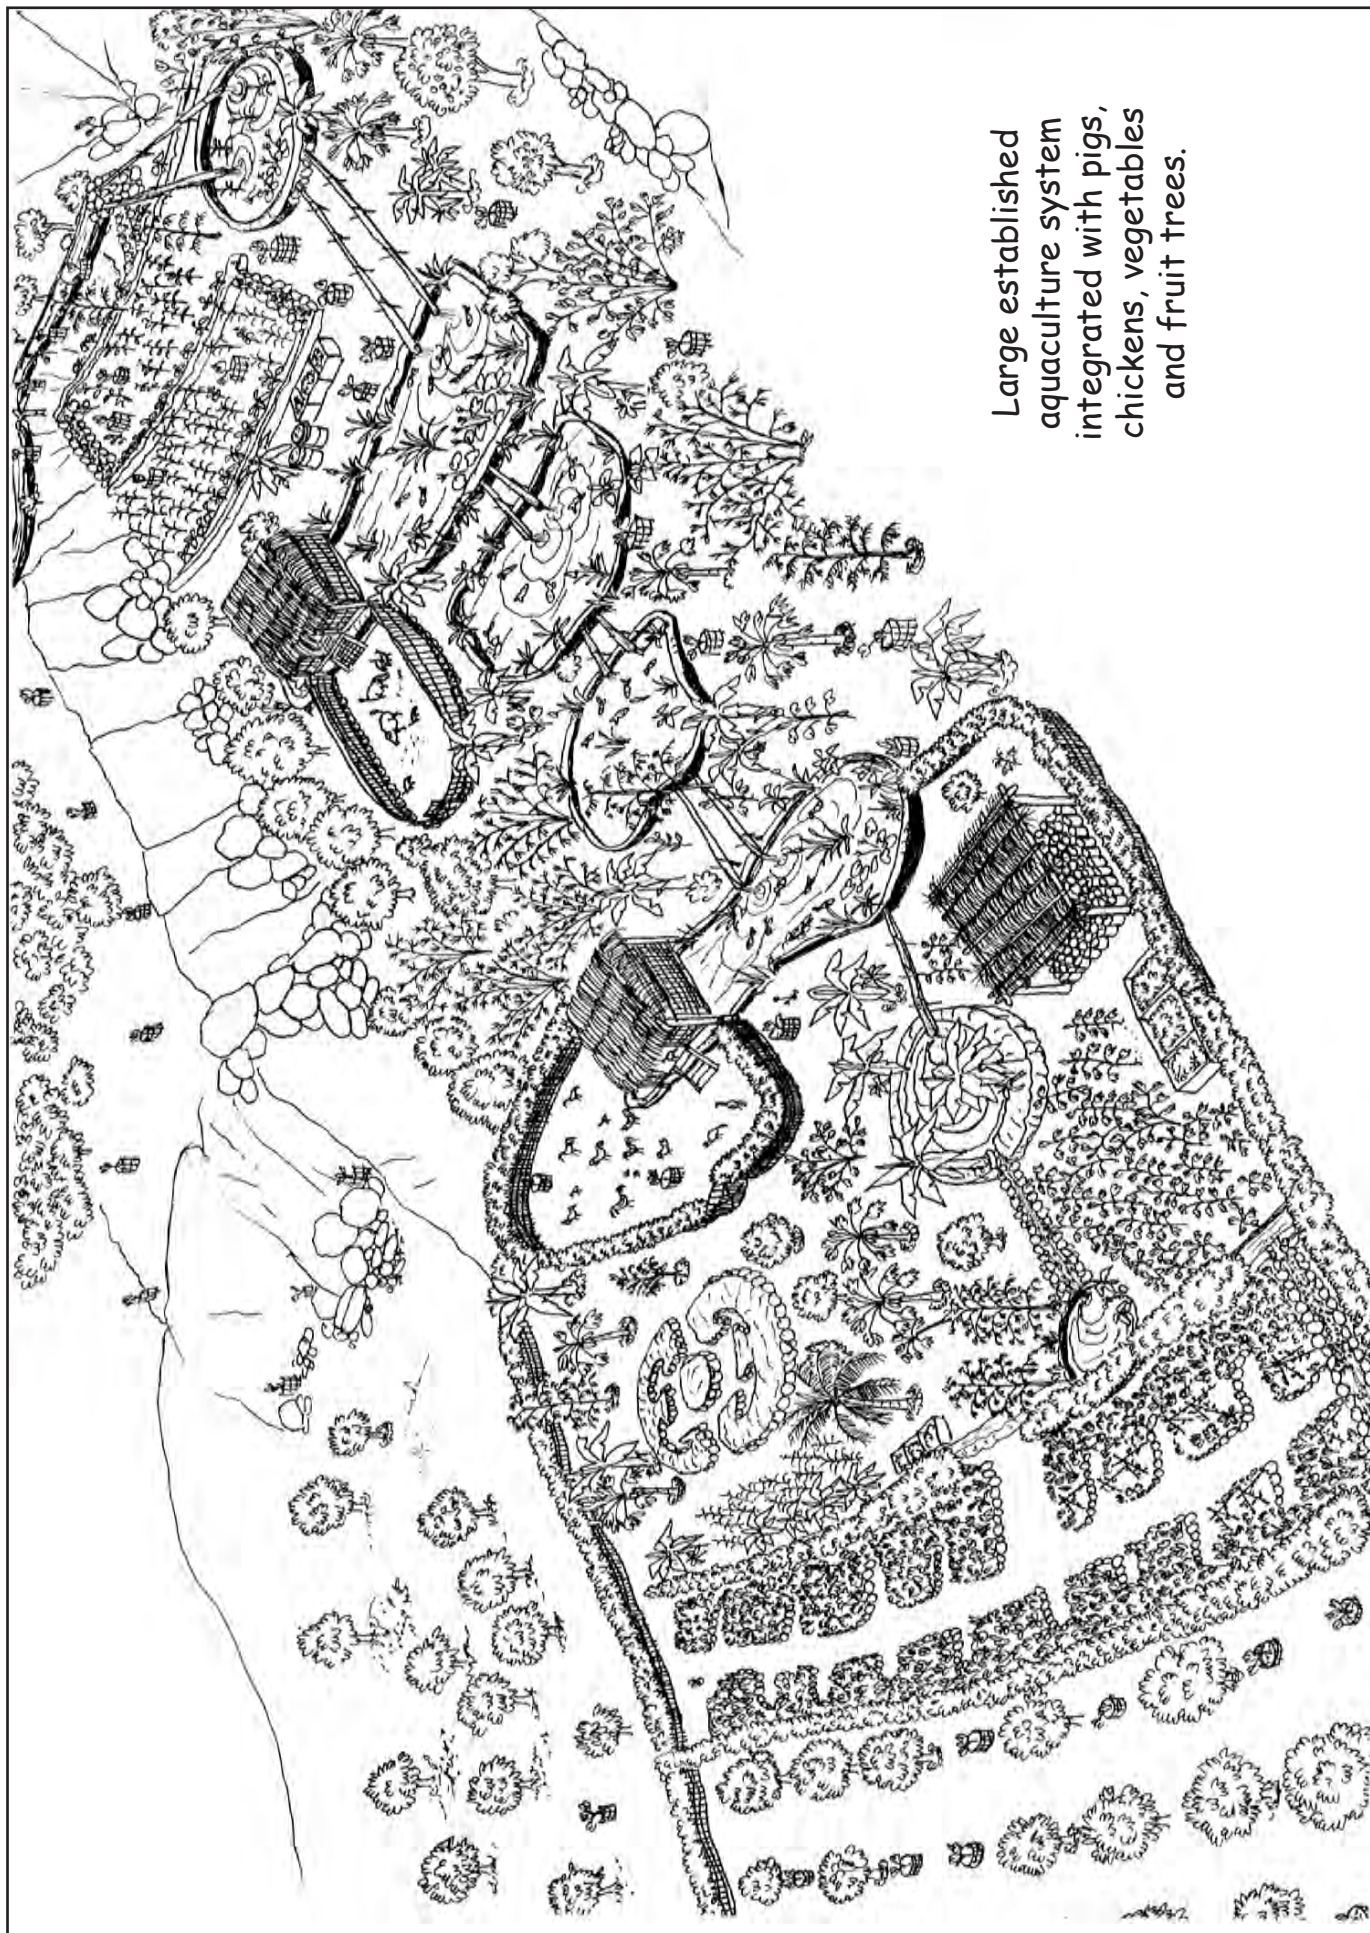 Large established
aquaculture system
integrated with pigs,
chickens, vegetables
and fruit trees.